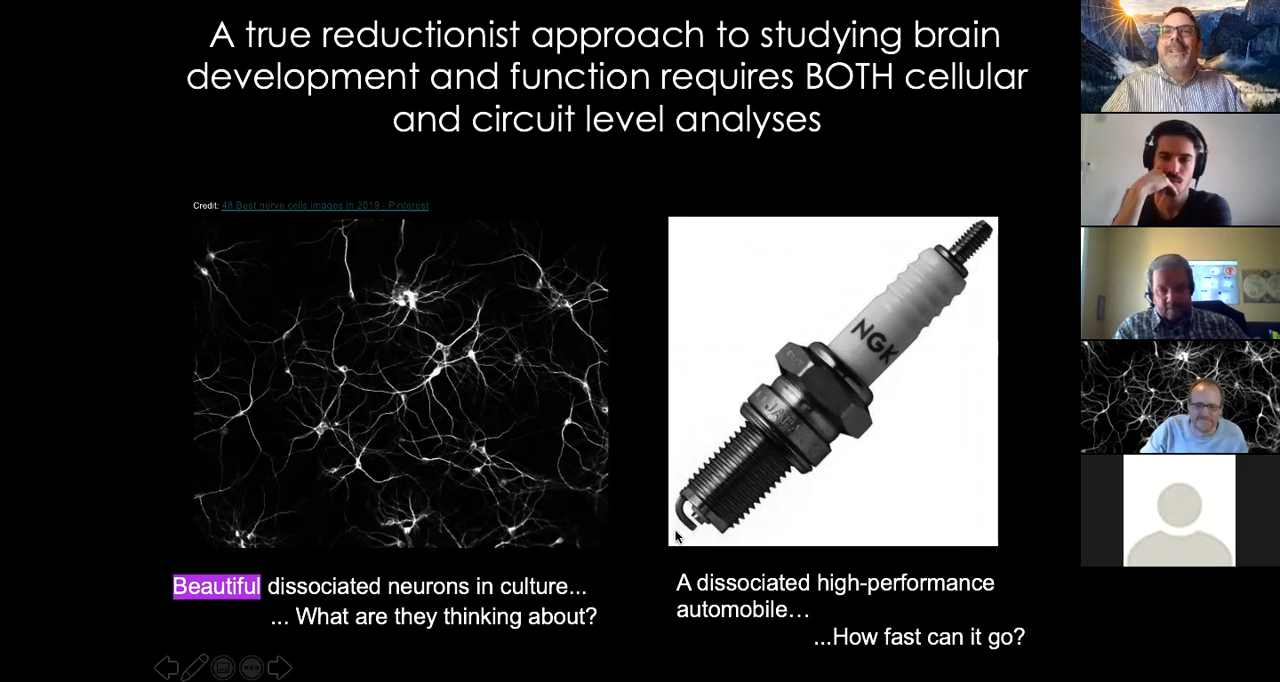 A true reductionist approach to studying brain
development and function requires BOTH cellular
and circuit level analyses
Credit: 48 Best nerve cells images in 2019 - Pinterest
NGK
JAPA
Beautiful dissociated neurons in culture...
... What are they thinking about?
A dissociated high-performance
automobile…
...How fast can it go?